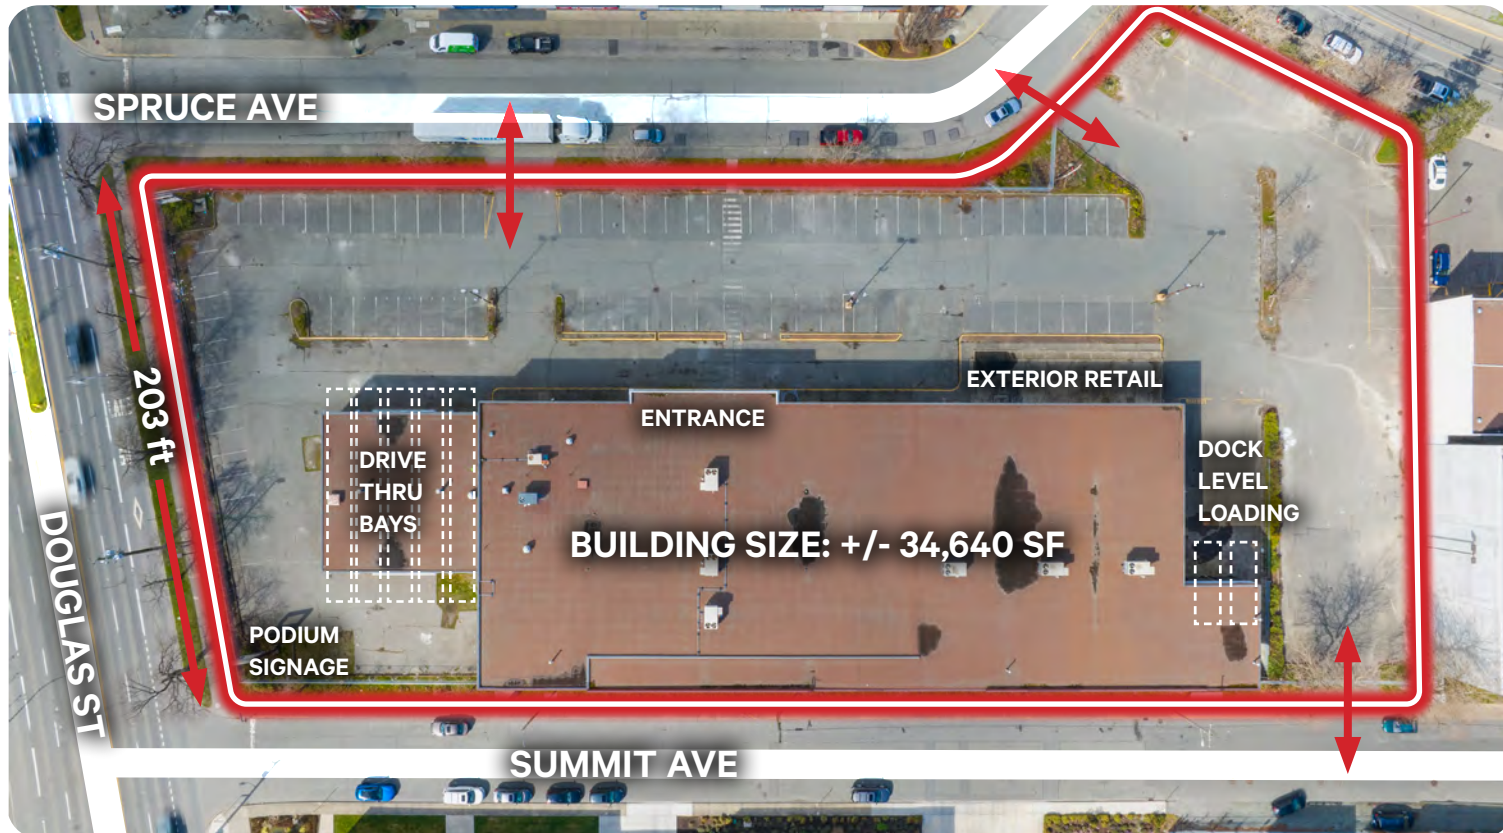 SPRUCE AVE
203 ft
EXTERIOR RETAIL
ENTRANCE
DRIVE
THRU
BAYS
DOCK
LEVEL
LOADING
BUILDING SIZE: +/- 34,640 SF
DOUGLAS ST
PODIUM
SIGNAGE
SUMMIT AVE